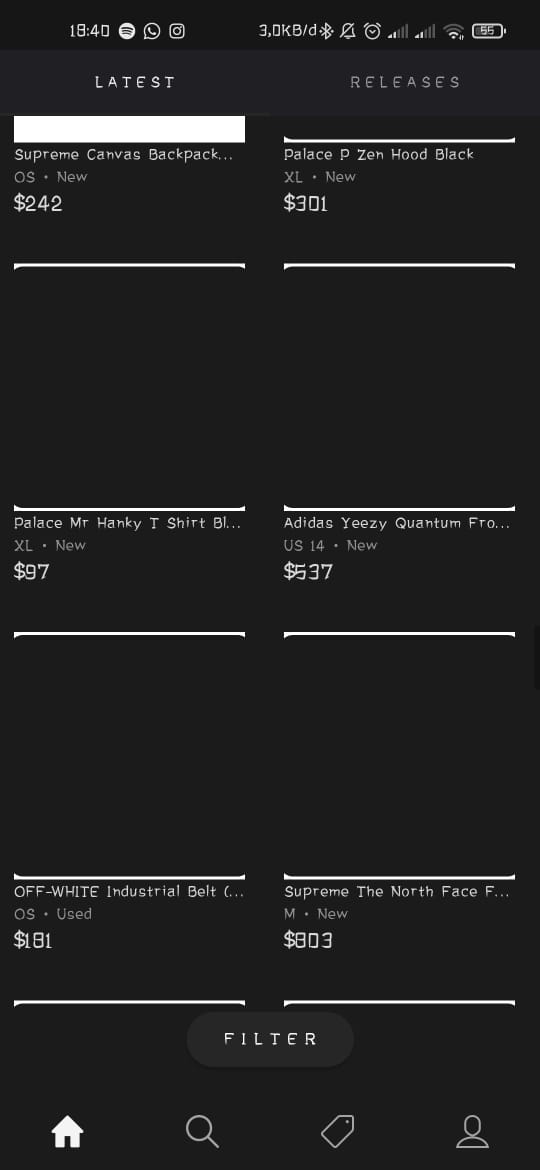 18:40 3,0KB/d 55
LATEST RELEASES
Supreme Canvas Backpack...
OS • New
$242
Palace P Zen Hood Black
XL • New
$301
Palace Mr Hanky T Shirt Bl...
XL • New
$97
Adidas Yeezy Quantum Fro...
US 14 • New
$537
OFF-WHITE Industrial Belt (...
OS • Used
$181
Supreme The North Face F...
M • New
$803
FILTER